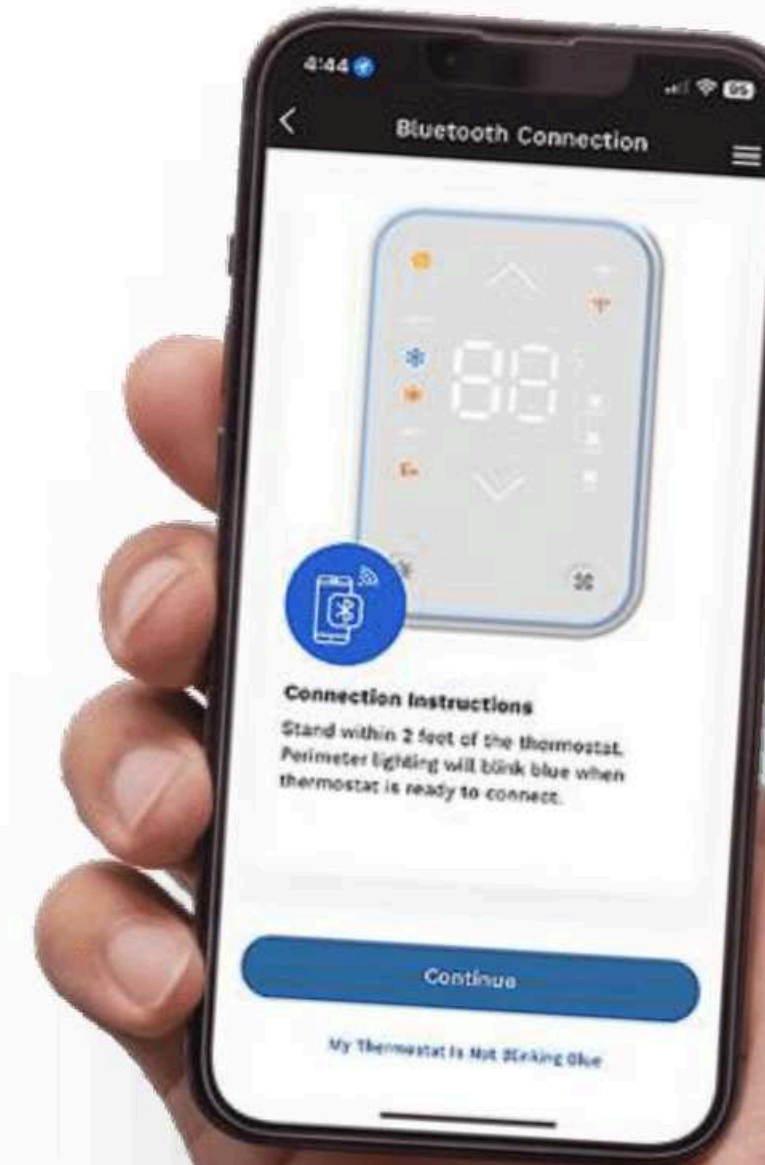 4:44
95
Bluetooth Connection
88
Connection Instructions
Stand within 2 feet of the thermostat.
Perimeter lighting will blink blue when
thermostat is ready to connect.
Continue
My Thermostat Is Not Blinking Blue